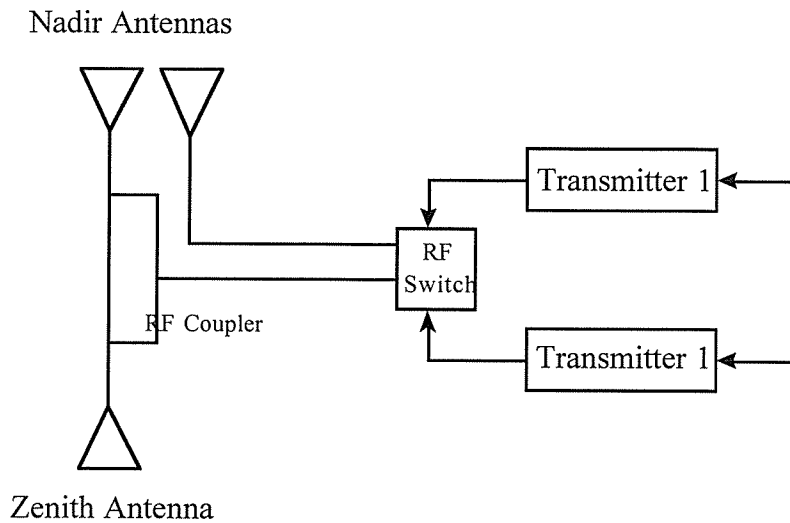 Nadir Antennas
Transmitter 1
RF
Switch
RF Coupler
Transmitter 1
Zenith Antenna